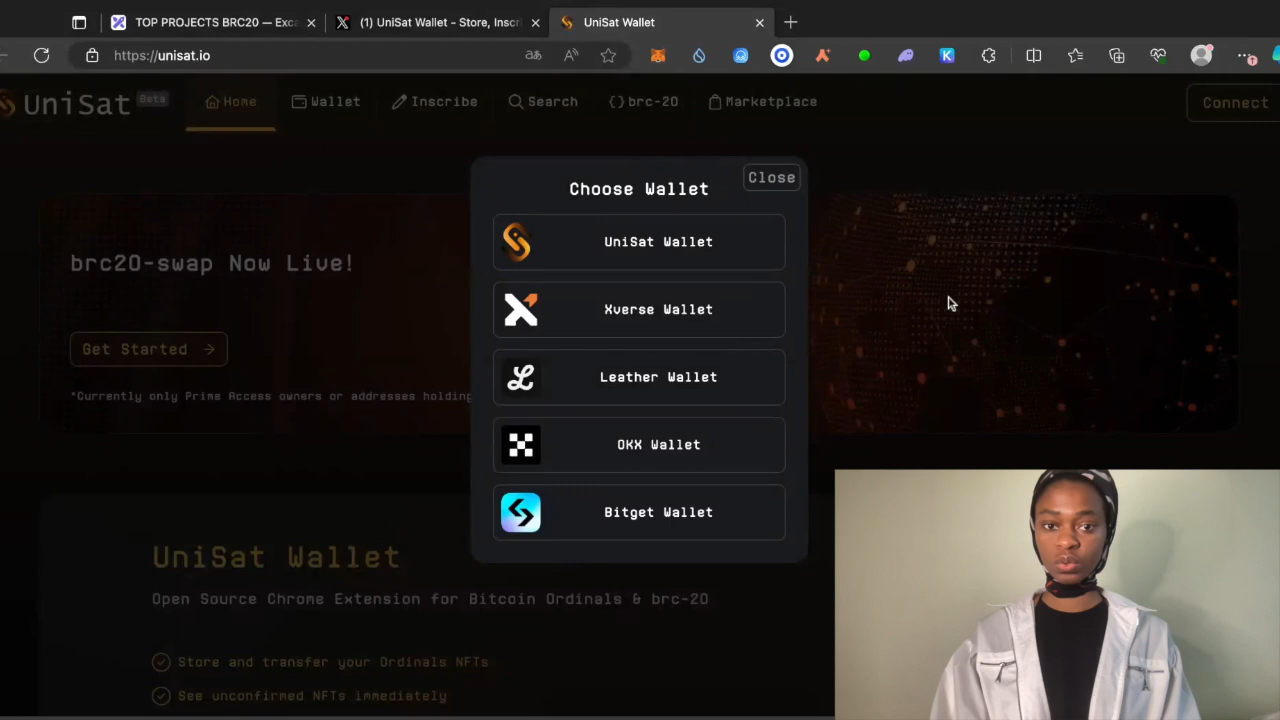 TOP PROJECTS BRC20 — Exca
(1) UniSat Wallet - Store, Inscri
UniSat Wallet
https://unisat.io
UniSat Beta
Home
Wallet
Inscribe
Search
brc-20
Marketplace
Connect
Choose Wallet
Close
UniSat Wallet
Xverse Wallet
Leather Wallet
OKX Wallet
Bitget Wallet
brc20-swap Now Live!
Get Started →
*Currently only Prime Access owners or addresses holding
UniSat Wallet
Open Source Chrome Extension for Bitcoin Ordinals & brc-20
Store and transfer your Ordinals NFTs
See unconfirmed NFTs immediately